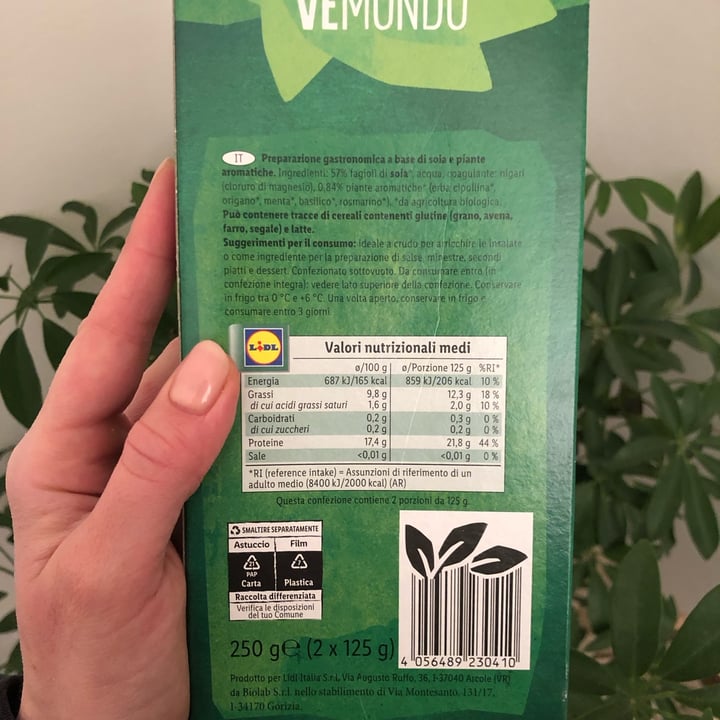 VEMONDO
IT Preparazione gastronomica a base di soia e piante
aromatiche. Ingredienti: 57% fagioli di soia*, acqua, coagulante: nigari
(cloruro di magnesio), 0,84% piante aromatiche* (erba cipollina*,
origano*, menta*, basilico*, rosmarino*). *da agricoltura biologica.
Può contenere tracce di cereali contenenti glutine (grano, avena,
farro, segale) e latte.
Suggerimenti per il consumo: ideale a crudo per arricchire le insalate
o come ingrediente per la preparazione di salse, minestre, secondi
piatti e dessert. Confezionato sottovuoto. Da consumare entro (in
confezione integra): vedere lato superiore della confezione. Conservare
in frigo tra 0 °C e +6 °C. Una volta aperto, conservare in frigo e
consumare entro 3 giorni.
LIDL
Valori nutrizionali medi
ø/100 g ø/Porzione 125 g %RI*
Energia 687 kJ/165 kcal 859 kJ/206 kcal 10 %
Grassi 9,8 g 12,3 g 18 %
di cui acidi grassi saturi 1,6 g 2,0 g 10 %
Carboidrati 0,2 g 0,3 g 0 %
di cui zuccheri 0,2 g 0,2 g 0 %
Proteine 17,4 g 21,8 g 44 %
Sale <0,01 g <0,01 g 0 %
*RI (reference intake) = Assunzioni di riferimento di un
adulto medio (8400 kJ/2000 kcal) (AR)
Questa confezione contiene 2 porzioni da 125 g.
SMALTIRE SEPARATAMENTE
Astuccio Film
21 7
PAP
Carta Plastica
Raccolta differenziata
Verifica le disposizioni
del tuo Comune
250 g℮ (2 x 125 g)
4 056489 230410
Prodotto per Lidl Italia S.r.l. Via Augusto Ruffo, 36, I-37040 Arcole (VR)
da Biolab S.r.l. nello stabilimento di Via Montesanto, 131/17,
I-34170 Gorizia.